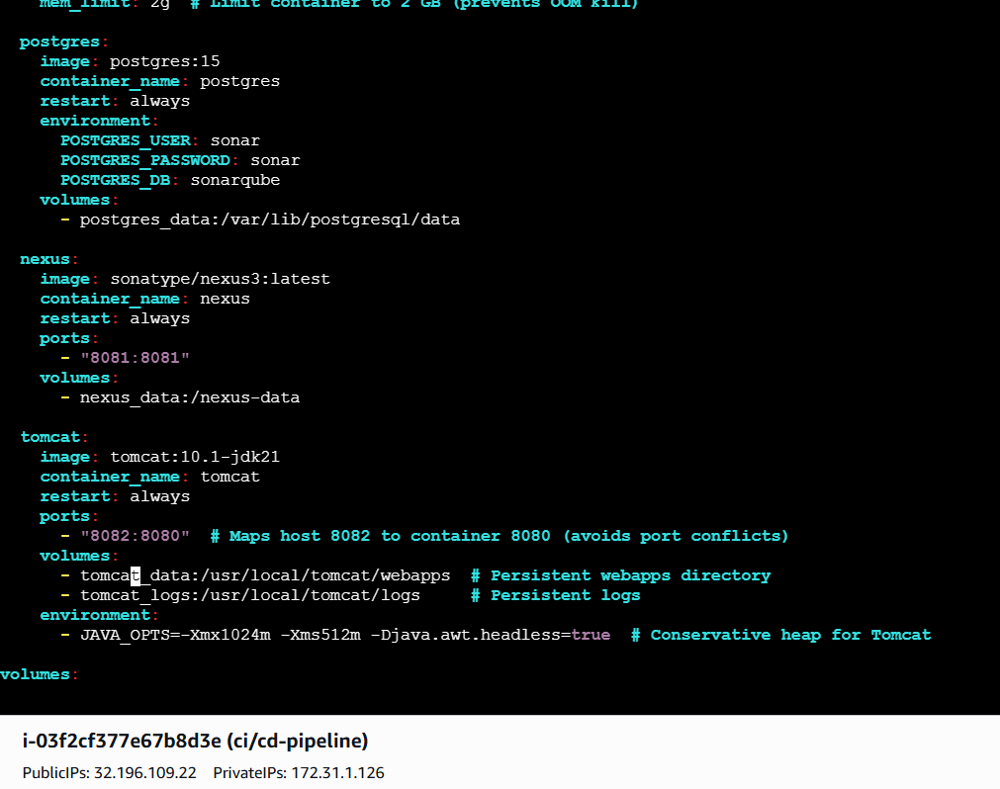 mem_limit: 2g  # Limit container to 2 GB (prevents OOM kill)
postgres:
image: postgres:15
container_name: postgres
restart: always
environment:
POSTGRES_USER: sonar
POSTGRES_PASSWORD: sonar
POSTGRES_DB: sonarqube
volumes:
- postgres_data:/var/lib/postgresql/data
nexus:
image: sonatype/nexus3:latest
container_name: nexus
restart: always
ports:
- "8081:8081"
volumes:
- nexus_data:/nexus-data
tomcat:
image: tomcat:10.1-jdk21
container_name: tomcat
restart: always
ports:
- "8082:8080"  # Maps host 8082 to container 8080 (avoids port conflicts)
volumes:
- tomcat_data:/usr/local/tomcat/webapps  # Persistent webapps directory
- tomcat_logs:/usr/local/tomcat/logs     # Persistent logs
environment:
- JAVA_OPTS=-Xmx1024m -Xms512m -Djava.awt.headless=true  # Conservative heap for Tomcat
volumes:
i-03f2cf377e67b8d3e (ci/cd-pipeline)
PublicIPs: 32.196.109.22    PrivateIPs: 172.31.1.126